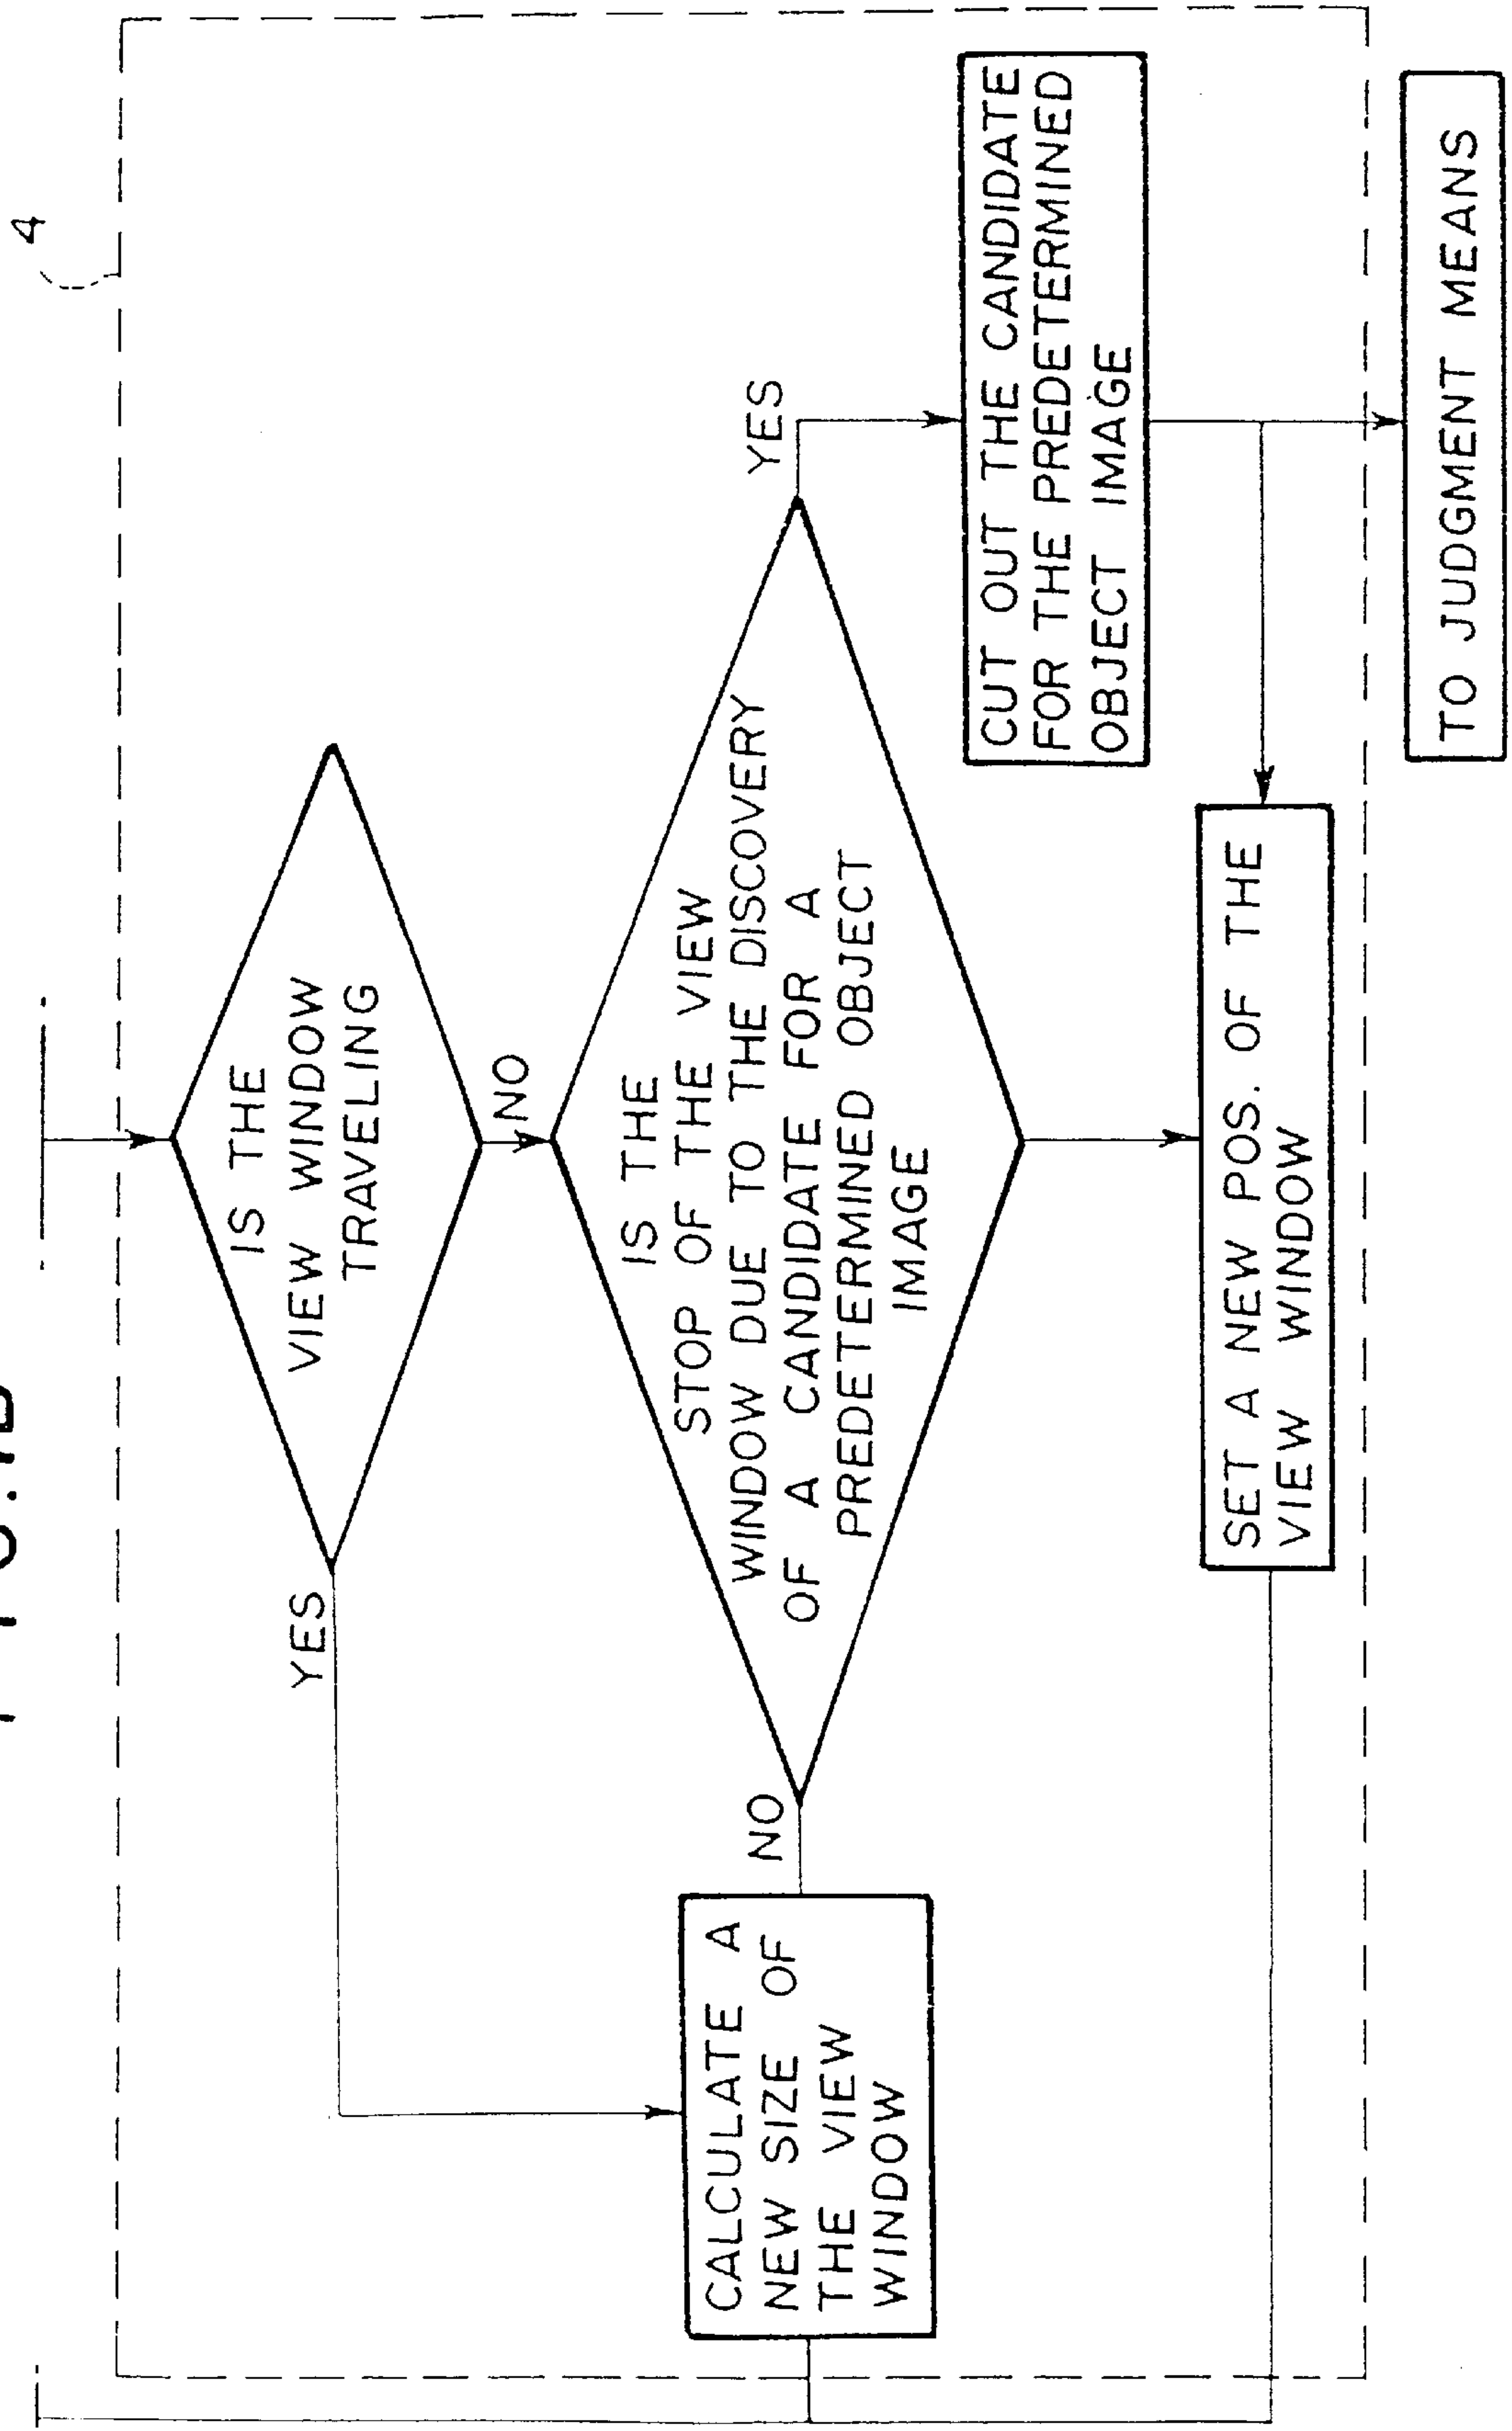 4
IS THE
VIEW WINDOW
TRAVELING
YES
NO
IS THE
STOP OF THE VIEW
WINDOW DUE TO THE DISCOVERY
OF A CANDIDATE FOR A
PREDETERMINED OBJECT
IMAGE
NO
YES
CALCULATE A
NEW SIZE OF
THE VIEW
WINDOW
CUT OUT THE CANDIDATE
FOR THE PREDETERMINED
OBJECT IMAGE
SET A NEW POS. OF THE
VIEW WINDOW
TO JUDGMENT MEANS